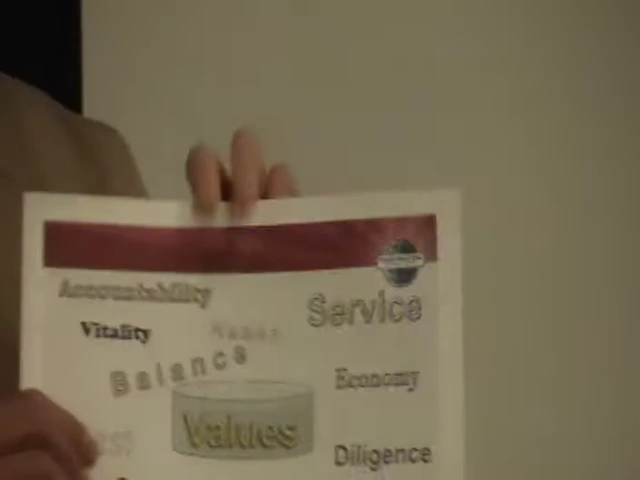 Accountability
Service
Vitality
Balance
Economy
Values
Diligence